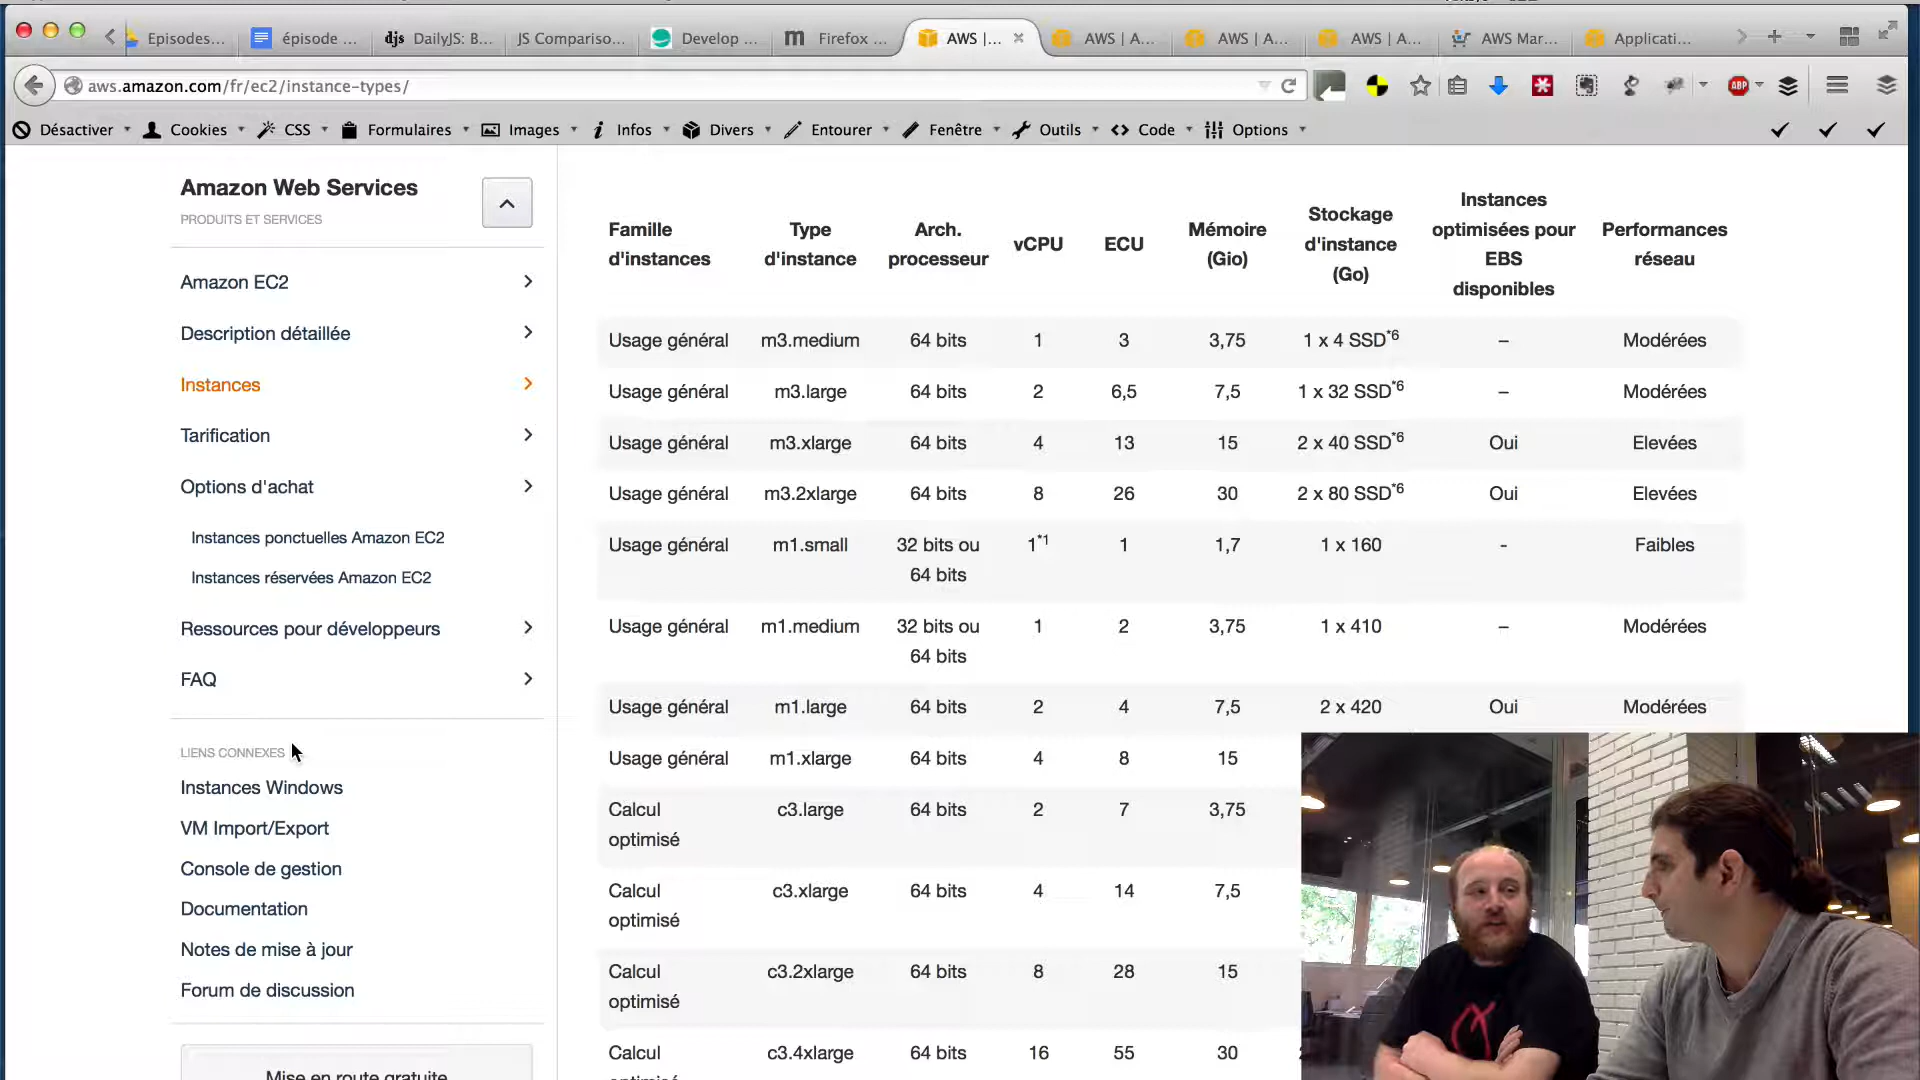 Episodes...
épisode ...
djs DailyJS: B...
JS Compariso...
Develop ...
m Firefox ...
AWS |...
AWS | A...
AWS | A...
AWS | A...
AWS Mar...
Applicati...
aws.amazon.com/fr/ec2/instance-types/
ABP
Désactiver Cookies CSS Formulaires Images Infos Divers Entourer Fenêtre Outils Code Options
Amazon Web Services
PRODUITS ET SERVICES
Amazon EC2
Description détaillée
Instances
Tarification
Options d'achat
Instances ponctuelles Amazon EC2
Instances réservées Amazon EC2
Ressources pour développeurs
FAQ
LIENS CONNEXES
Instances Windows
VM Import/Export
Console de gestion
Documentation
Notes de mise à jour
Forum de discussion
Mise en route gratuite
Famille d'instances Type d'instance Arch. processeur vCPU ECU Mémoire (Gio) Stockage d'instance (Go) Instances optimisées pour EBS disponibles Performances réseau
Usage général m3.medium 64 bits 1 3 3,75 1 x 4 SSD*6 – Modérées
Usage général m3.large 64 bits 2 6,5 7,5 1 x 32 SSD*6 – Modérées
Usage général m3.xlarge 64 bits 4 13 15 2 x 40 SSD*6 Oui Elevées
Usage général m3.2xlarge 64 bits 8 26 30 2 x 80 SSD*6 Oui Elevées
Usage général m1.small 32 bits ou 64 bits 1*1 1 1,7 1 x 160 - Faibles
Usage général m1.medium 32 bits ou 64 bits 1 2 3,75 1 x 410 – Modérées
Usage général m1.large 64 bits 2 4 7,5 2 x 420 Oui Modérées
Usage général m1.xlarge 64 bits 4 8 15
Calcul optimisé c3.large 64 bits 2 7 3,75
Calcul optimisé c3.xlarge 64 bits 4 14 7,5
Calcul optimisé c3.2xlarge 64 bits 8 28 15
Calcul c3.4xlarge 64 bits 16 55 30